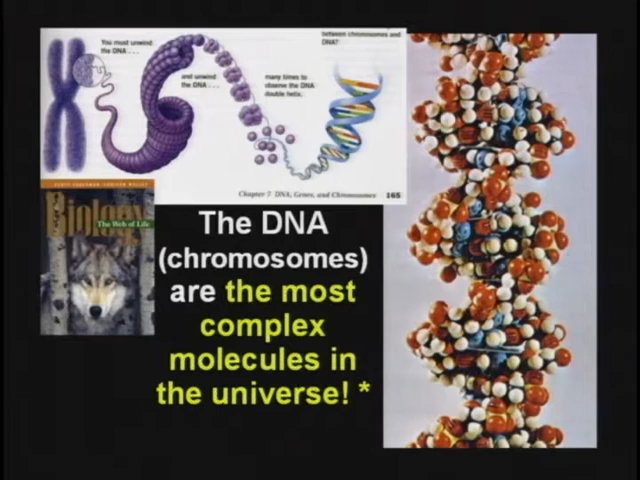 You must unwind
the DNA . . .
and unwind
the DNA . . .
many times to
observe the DNA
double helix.
between chromosomes and
DNA?
Chapter 7 DNA, Genes, and Chromosomes 165
Biology
The Web of Life
The DNA
(chromosomes)
are the most
complex
molecules in
the universe! *